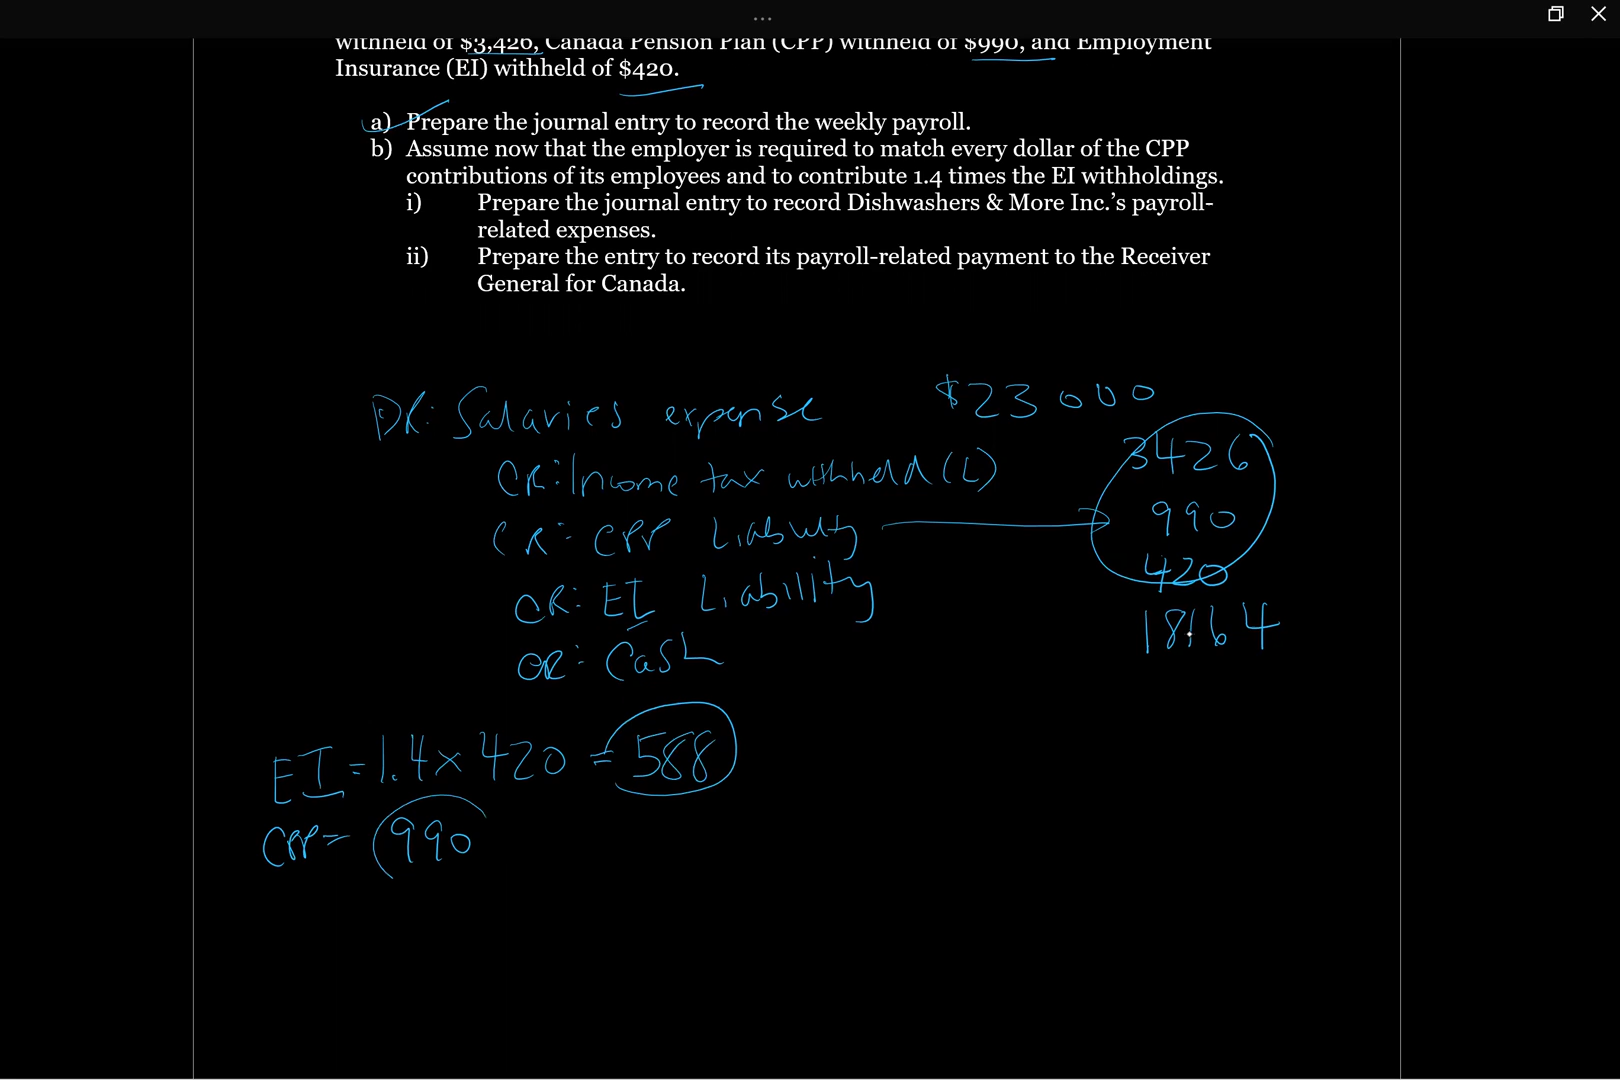 withheld of $3,426, Canada Pension Plan (CPP) withheld of $990, and Employment
Insurance (EI) withheld of $420.
a) Prepare the journal entry to record the weekly payroll.
b) Assume now that the employer is required to match every dollar of the CPP
contributions of its employees and to contribute 1.4 times the EI withholdings.
i) Prepare the journal entry to record Dishwashers & More Inc.'s payroll-
related expenses.
ii) Prepare the entry to record its payroll-related payment to the Receiver
General for Canada.
DR: Salaries expense $23000
CR: Income tax withheld (L) 3426
CR: CPP Liability 990
CR: EI Liability 420
CR: Cash 18164
EI = 1.4 x 420 = 588
CPP = 990